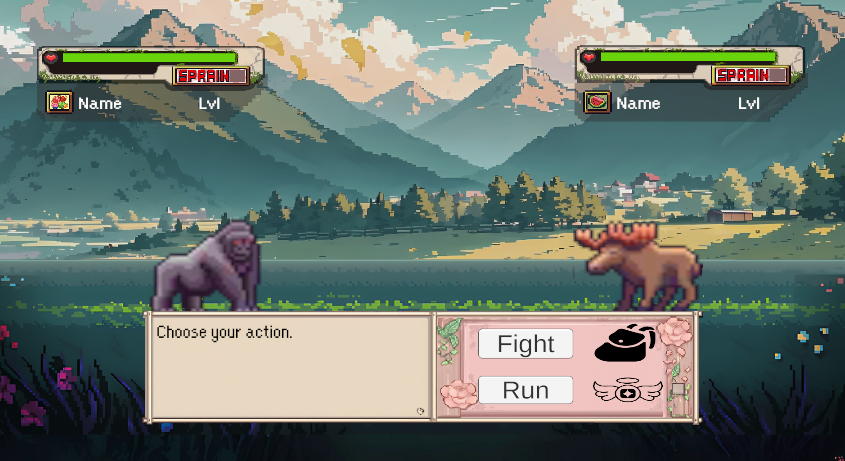 SPRAIN
Name Lvl
SPRAIN
Name Lvl
Choose your action.
Fight
Run